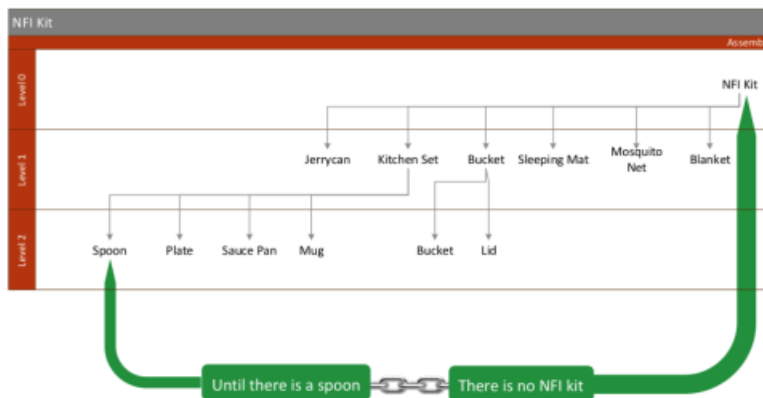 NFI Kit
Assemb
Level 0
NFI Kit
Level 1
Jerrycan
Kitchen Set
Bucket
Sleeping Mat
Mosquito
Net
Blanket
Level 2
Spoon
Plate
Sauce Pan
Mug
Bucket
Lid
Until there is a spoon
There is no NFI kit